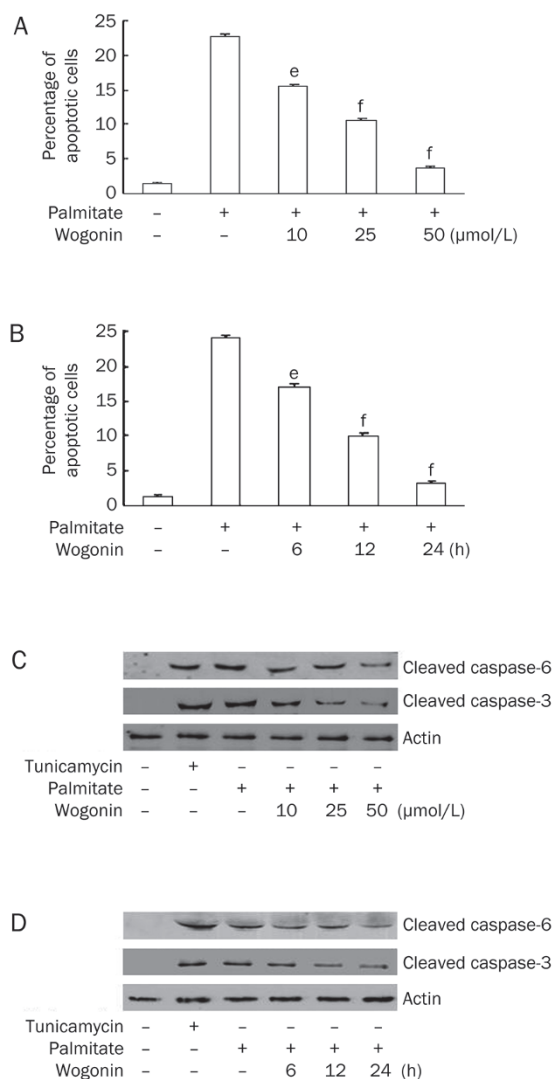 A
Percentage of
apoptotic cells
25
20
15
10
5
0
e
f
f
Palmitate – + + + +
Wogonin – – 10 25 50 (µmol/L)
B
Percentage of
apoptotic cells
25
20
15
10
5
0
e
f
f
Palmitate – + + + +
Wogonin – – 6 12 24 (h)
C
Cleaved caspase-6
Cleaved caspase-3
Actin
Tunicamycin – + – – – –
Palmitate – – + + + +
Wogonin – – – 10 25 50 (µmol/L)
D
Cleaved caspase-6
Cleaved caspase-3
Actin
Tunicamycin – + – – – –
Palmitate – – + + + +
Wogonin – – – 6 12 24 (h)